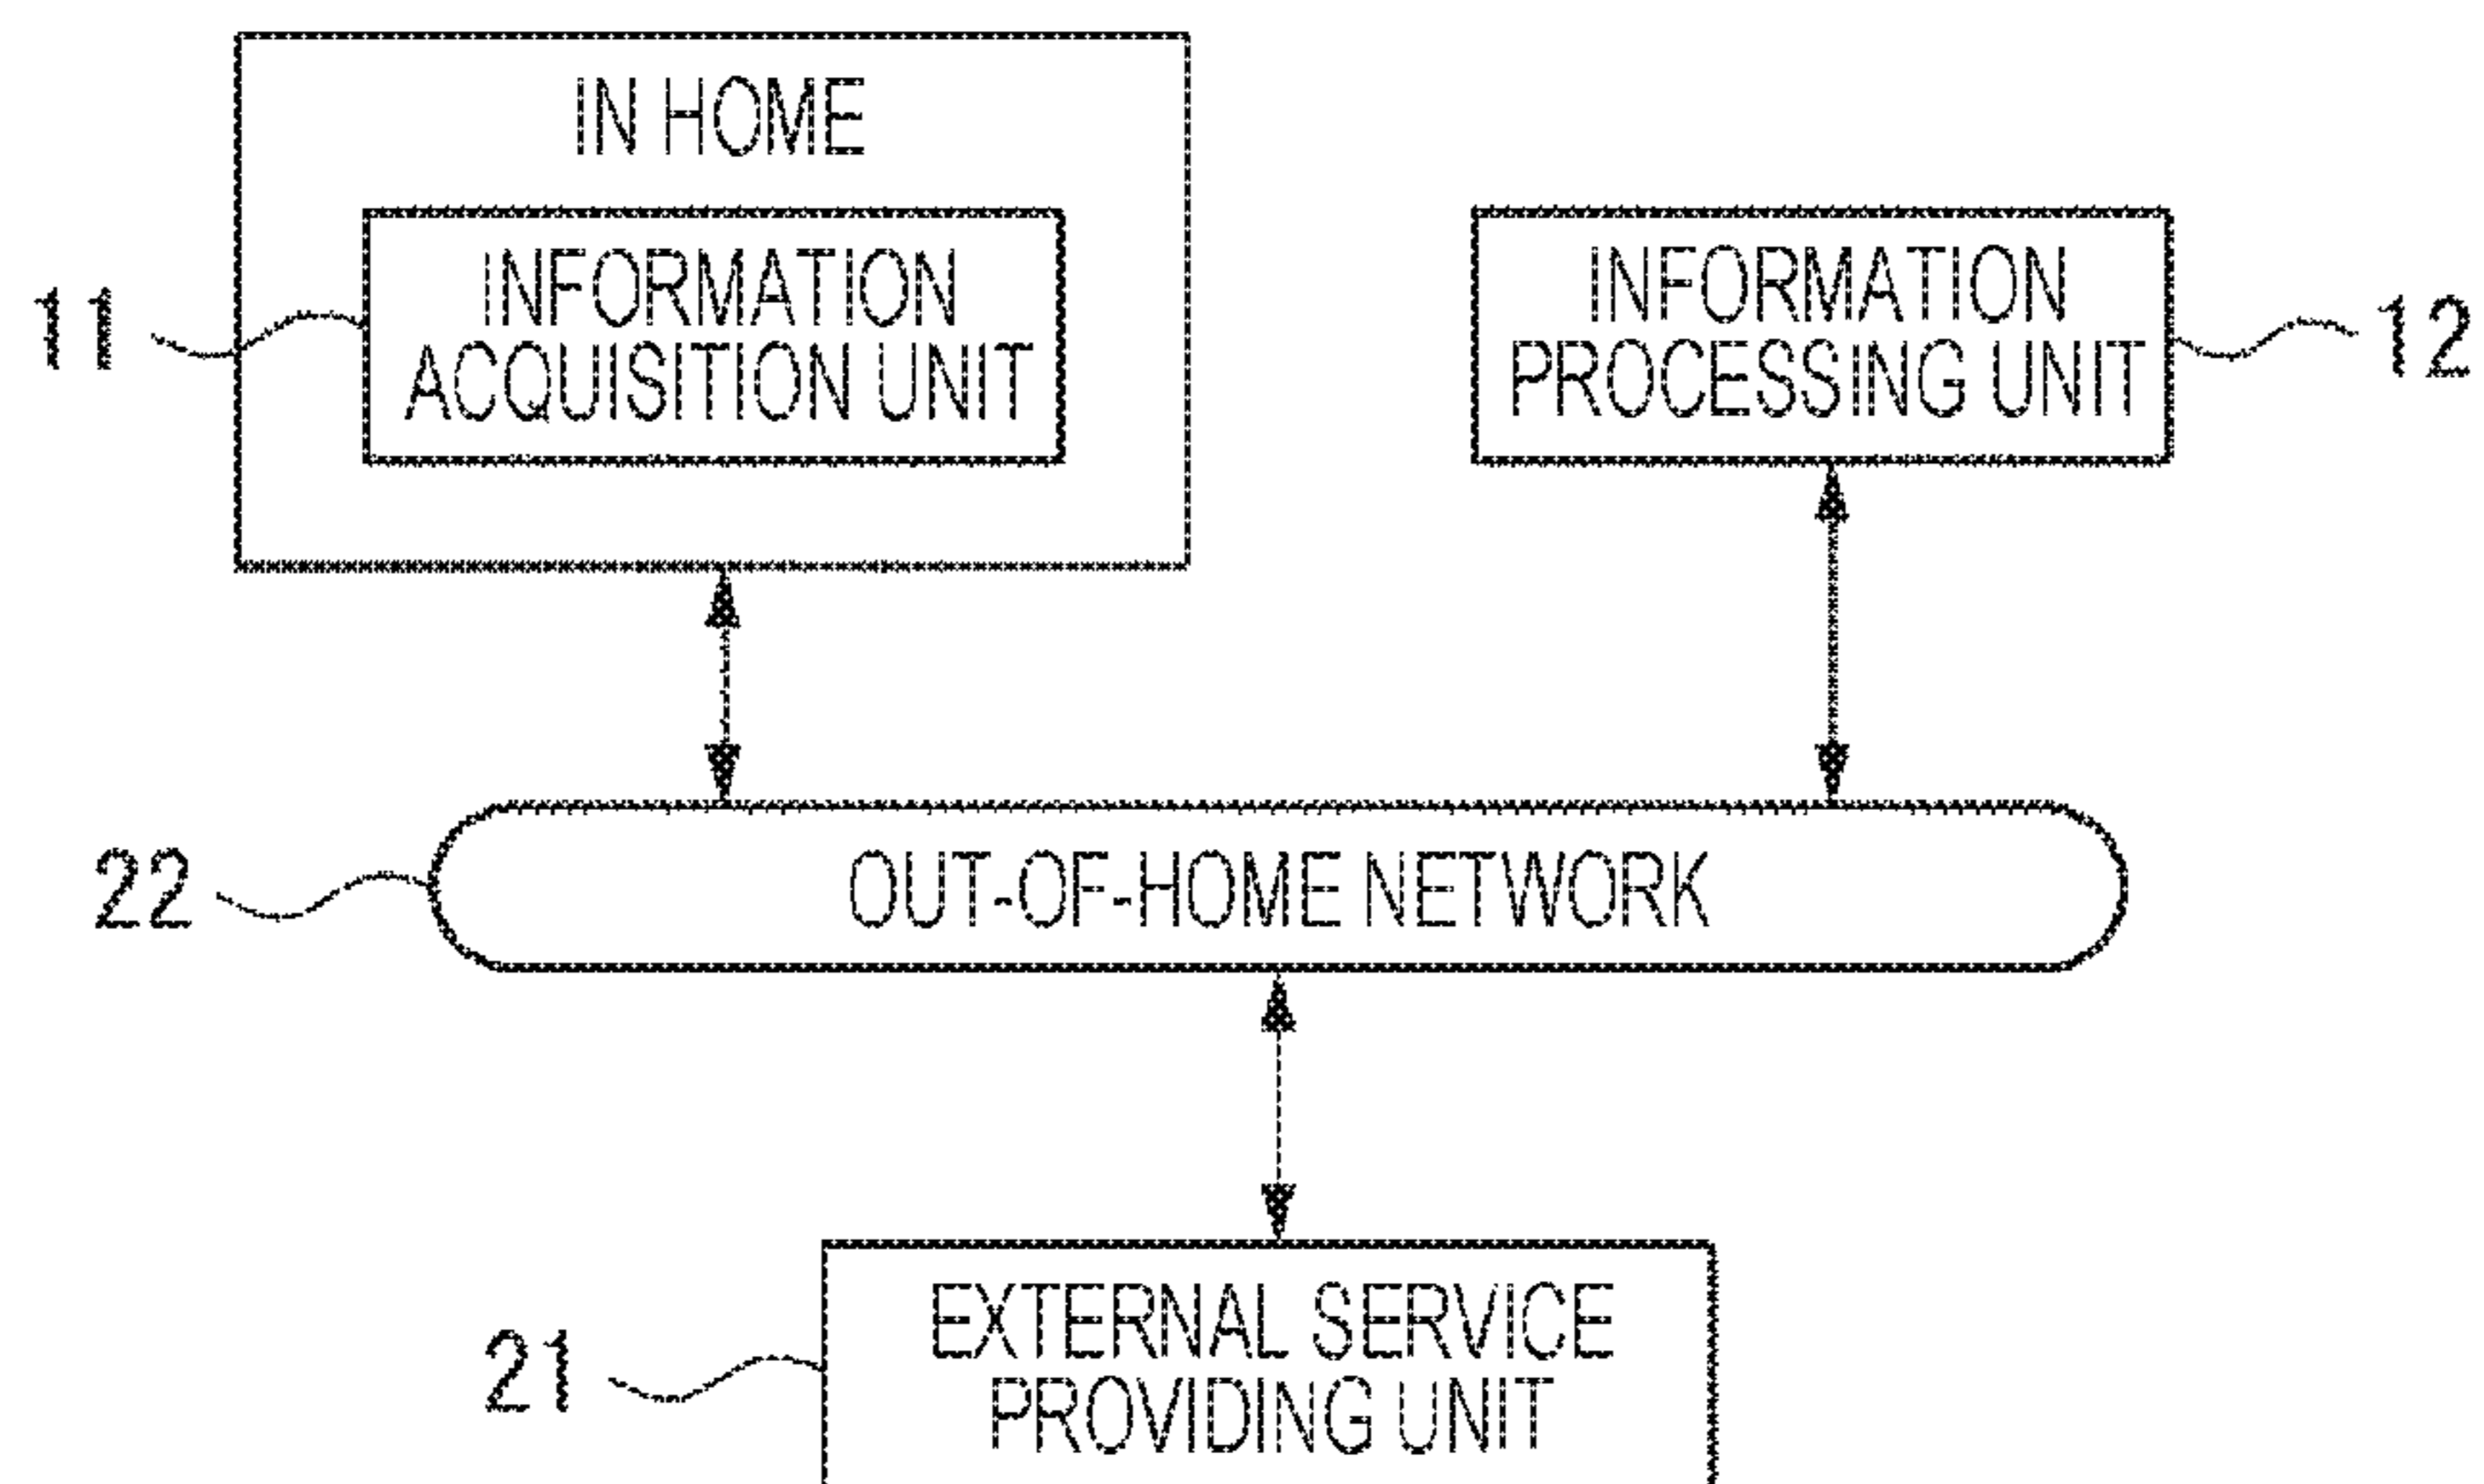 IN HOME
INFORMATION
ACQUISITION UNIT
11
INFORMATION
PROCESSING UNIT
12
22
OUT-OF-HOME NETWORK
21
EXTERNAL SERVICE
PROVIDING UNIT